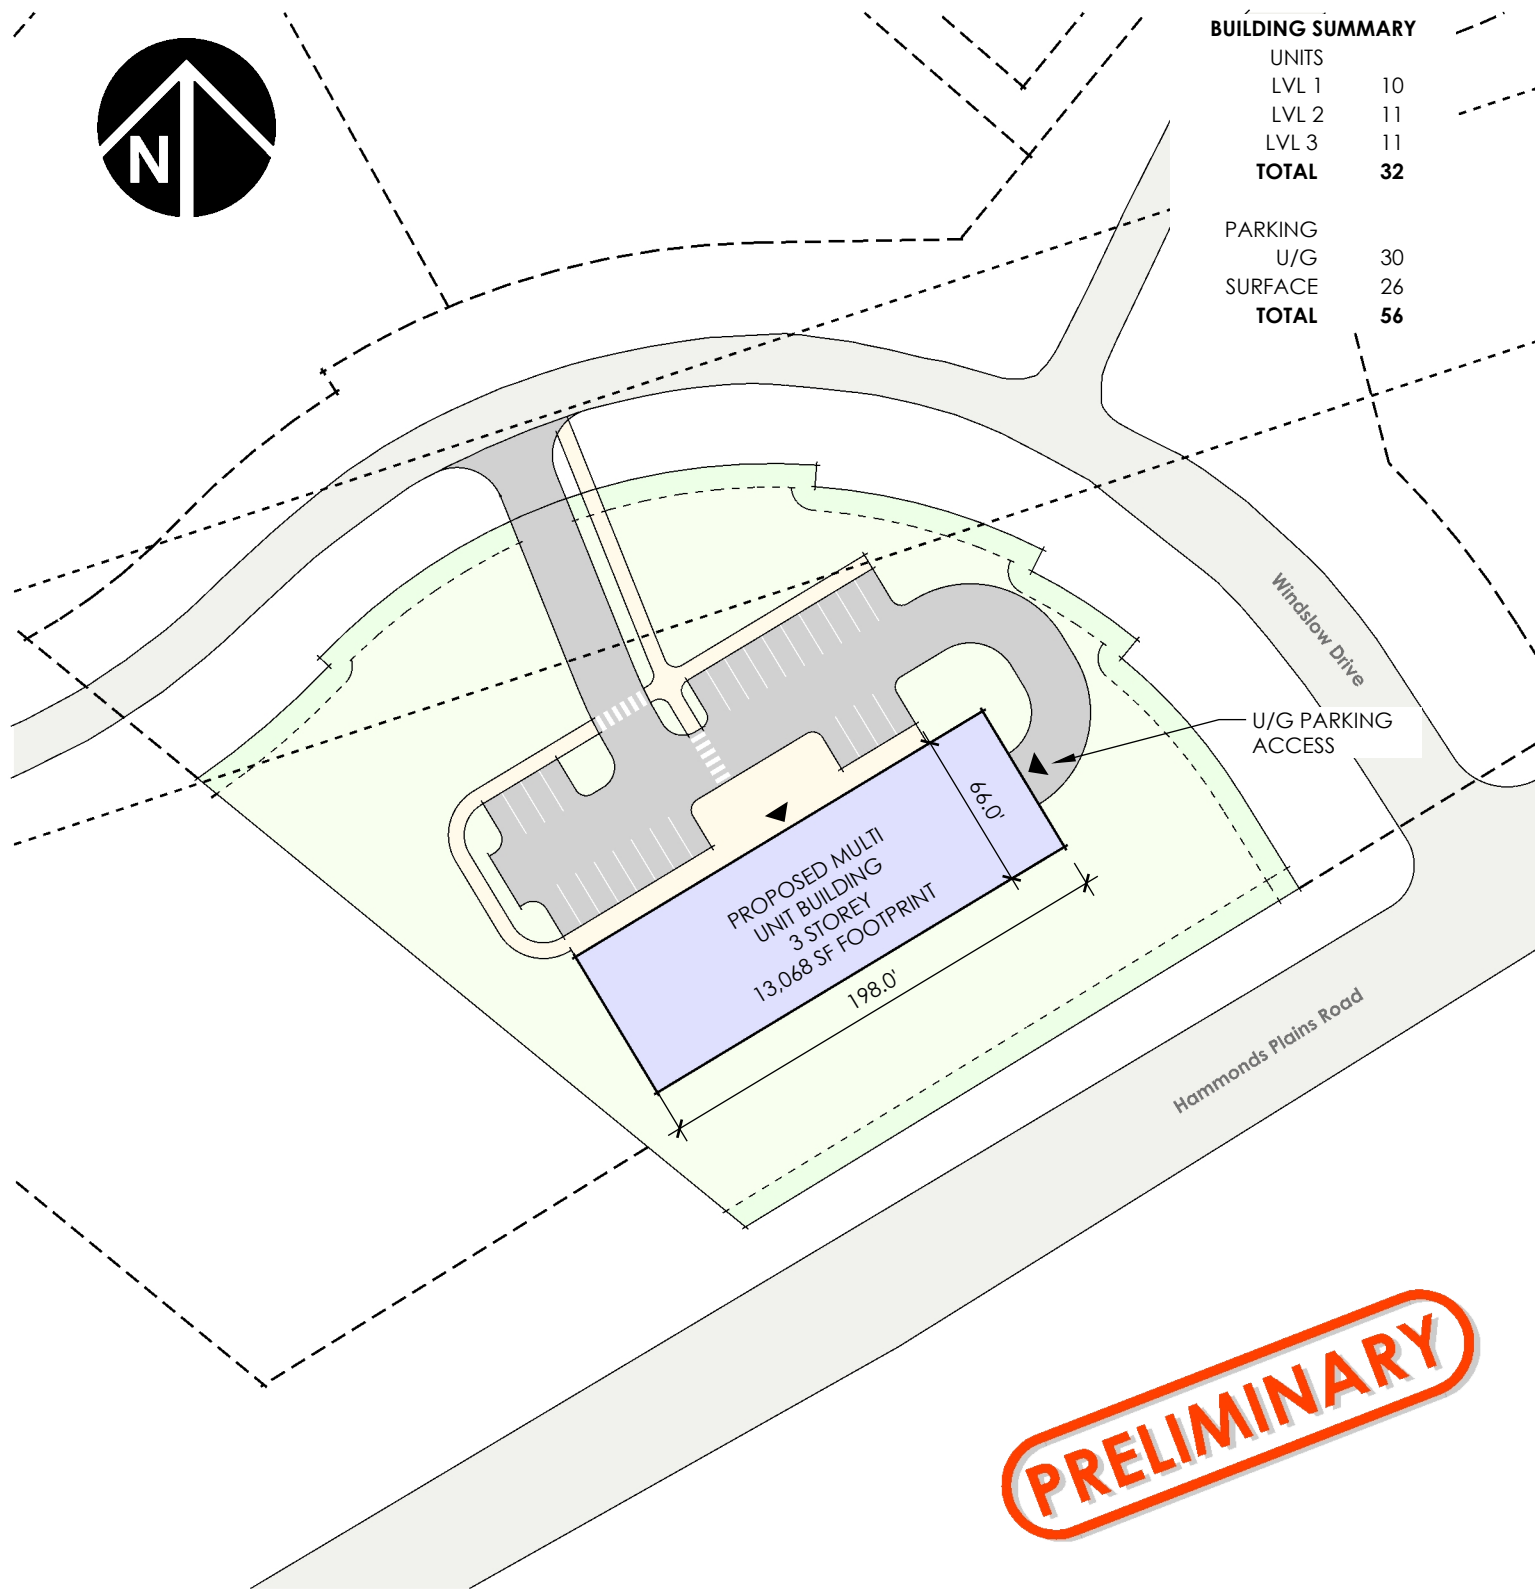 N
BUILDING SUMMARY
UNITS
LVL 1 10
LVL 2 11
LVL 3 11
TOTAL 32
PARKING
U/G 30
SURFACE 26
TOTAL 56
Windslow Drive
U/G PARKING
ACCESS
66.0'
PROPOSED MULTI
UNIT BUILDING
3 STOREY
13,068 SF FOOTPRINT
198.0'
Hammonds Plains Road
PRELIMINARY